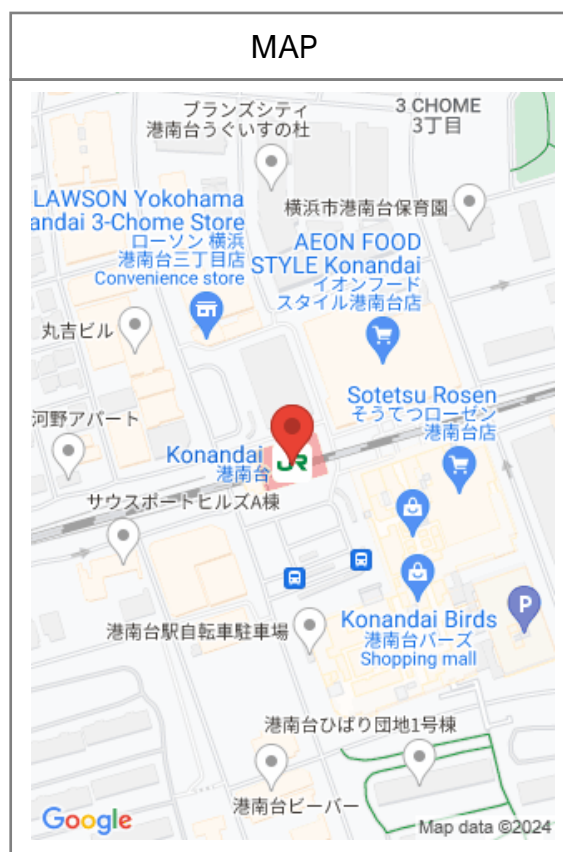 MAP
ブランズシティ
港南台うぐいすの杜
3 CHOME
3丁目
LAWSON Yokohama
andai 3-Chome Store
ローソン 横浜
港南台三丁目店
Convenience store
横浜市港南台保育園
AEON FOOD
STYLE Konandai
イオンフード
スタイル港南台店
丸吉ビル
Sotetsu Rosen
そうてつローゼン
港南台店
河野アパート
Konandai
港南台
JR
サウスポートヒルズA棟
P
Konandai Birds
港南台バーズ
Shopping mall
港南台駅自転車駐車場
港南台ひばり団地1号棟
港南台ビーバー
Google
Map data ©2024